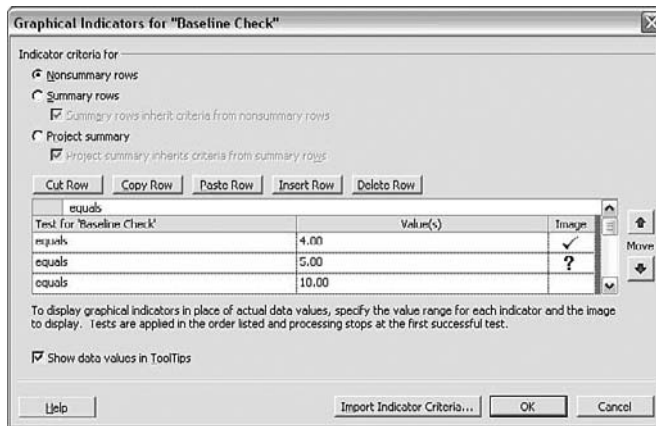 Graphical Indicators for "Baseline Check"
Indicator criteria for
Nonsummary rows
Summary rows
Summary rows inherit criteria from nonsummary rows
Project summary
Project summary inherits criteria from summary rows
Cut Row Copy Row Paste Row Insert Row Delete Row
equals
Test for 'Baseline Check' Value(s) Image
equals 4.00
equals 5.00 ?
equals 10.00
Move
To display graphical indicators in place of actual data values, specify the value range for each indicator and the image
to display. Tests are applied in the order listed and processing stops at the first successful test.
Show data values in ToolTips
Help Import Indicator Criteria... OK Cancel